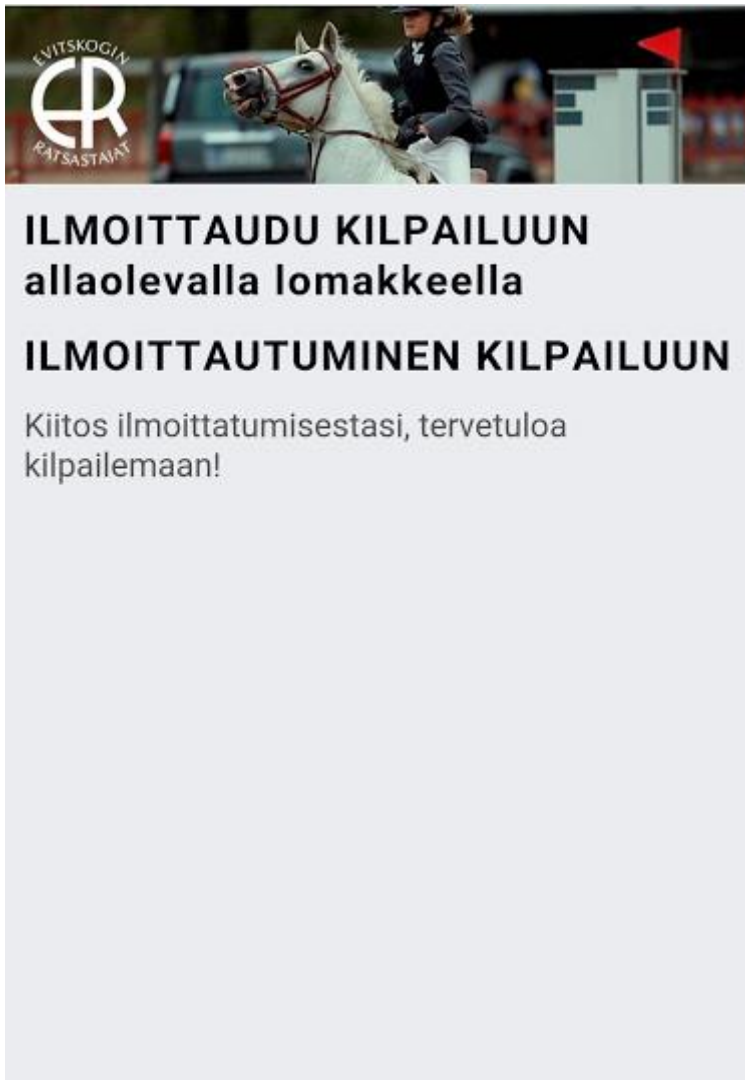 EVITSKOGIN
ER
RATSASTAJAT
ILMOITTAUDU KILPAILUUN
allaolevalla lomakkeella
ILMOITTAUTUMINEN KILPAILUUN
Kiitos ilmoittatumisestasi, tervetuloa
kilpailemaan!